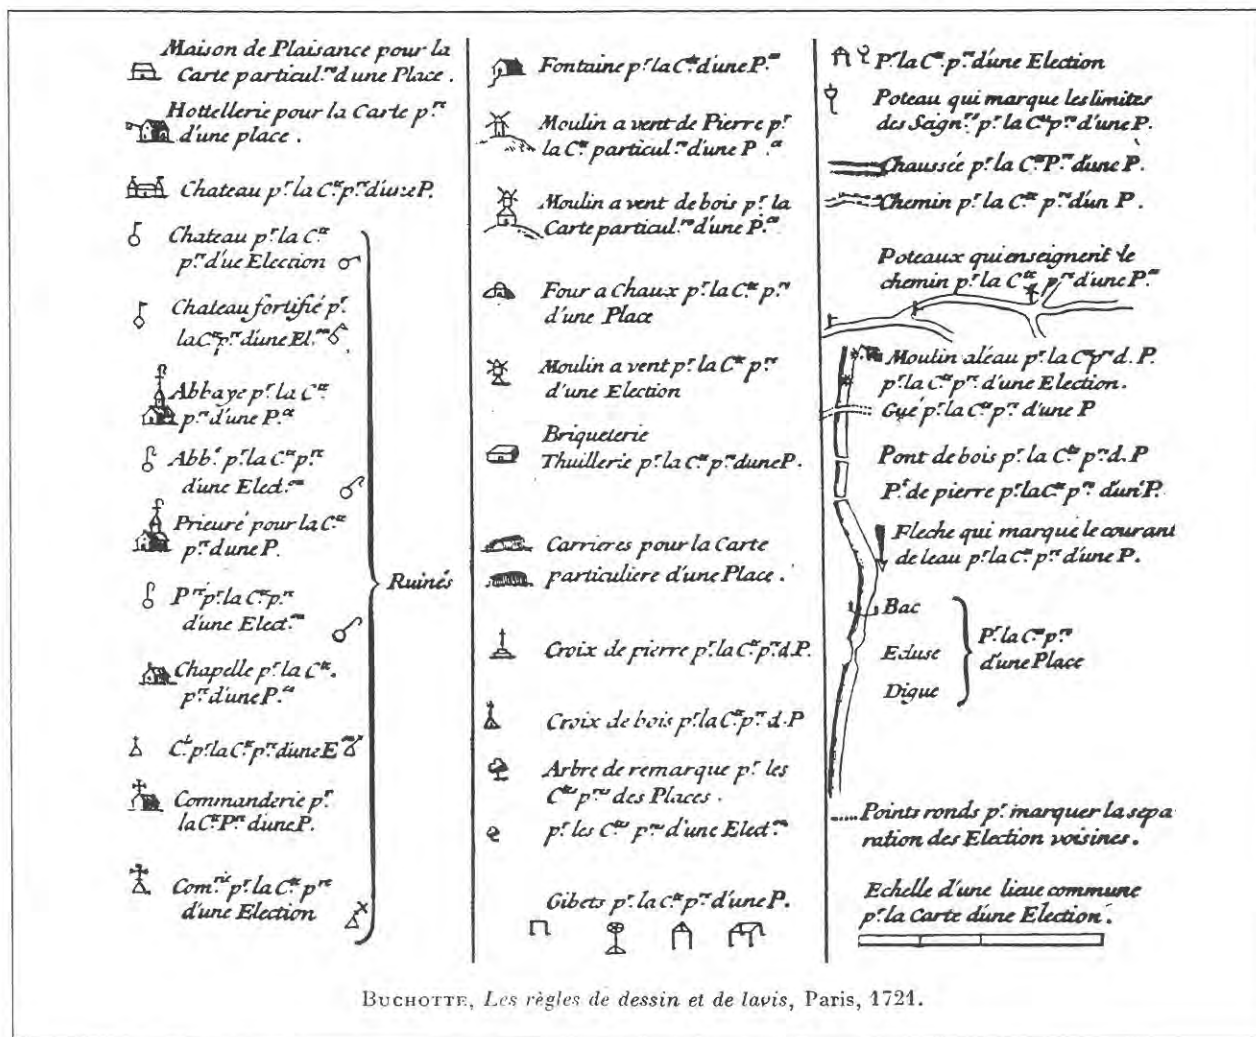 Maison de Plaisance pour la
Carte particul.re d'une Place.
Hottellerie pour la Carte p.re
d'une place.
Chateau p.r la C.te p.re d'une P.
Chateau p.r la C.te
p.re d'ue Election
Chateau fortifié p.r
la C.te p.re d'une El.on
Abbaye p.r la C.te
p.re d'une P.ce
Abb.e p.r la C.te p.re
d'une Elect.on
Prieuré pour la C.te
p.re d'une P.
P.ré p.r la C.te p.re
d'une Elect.on
Chapelle p.r la C.te
p.re d'une P.ce
C.le p.r la C.te p.re d'une E.on
Commanderie p.r
la C.te P.re d'une P.
Com.rie p.r la C.te p.re
d'une Election
Ruinés
Fontaine p.r la C.te d'une P.ce
Moulin a vent de Pierre p.r
la C.te particul.re d'une P.ce
Moulin a vent de bois p.r la
Carte particul.re d'une P.ce
Four a Chaux p.r la C.te p.re
d'une Place
Moulin a vent p.r la C.te p.re
d'une Election
Briqueterie
Thuillerie p.r la C.te p.re dune P.
Carrieres pour la Carte
particuliere d'une Place.
Croix de pierre p.r la C.te p.re d.P.
Croix de bois p.r la C.te p.re d.P
Arbre de remarque p.r les
C.tes p.res des Places.
p.r les C.tes p.res d'une Elect.on
Gibets p.r la C.te p.re d'une P.
P.r la C.te p.re d'une Election
Poteau qui marque les limites
des Seign.ries p.r la C.te p.re d'une P.
Chaussée p.r la C.te P.re d'une P.
Chemin p.r la C.te p.re d'un P.
Poteaux qui enseignent le
chemin p.r la C.te p.re d'une P.ce
Moulin aléau p.r la C.te p.re d.P.
p.r la C.te p.re d'une Election.
Gué p.r la C.te p.re d'une P
Pont de bois p.r la C.te p.re d.P
P.t de pierre p.r la C.te p.re d'un.e P.
Fleche qui marque le courant
de leau p.r la C.te p.re d'une P.
Bac
Ecluse
Digue
P.r la C.te p.re
d'une Place
Points ronds p.r marquer la sepa
ration des Election voisines.
Echelle d'une lieue commune
p.r la Carte d'une Election.
BUCHOTTE, Les règles de dessin et de lavis, Paris, 1721.